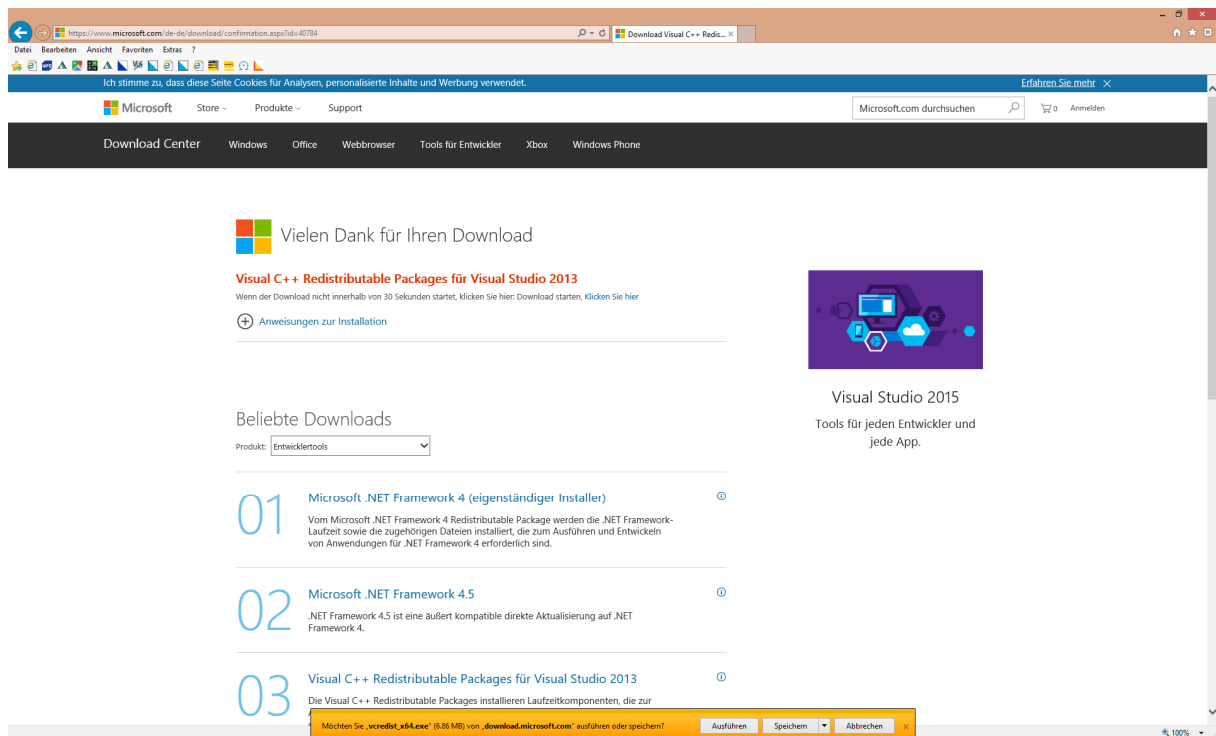 https://www.microsoft.com/de-de/download/confirmation.aspx?id=40784
Download Visual C++ Redis...
Datei Bearbeiten Ansicht Favoriten Extras ?
Ich stimme zu, dass diese Seite Cookies für Analysen, personalisierte Inhalte und Werbung verwendet. Erfahren Sie mehr
Microsoft Store Produkte Support Microsoft.com durchsuchen 0 Anmelden
Download Center Windows Office Webbrowser Tools für Entwickler Xbox Windows Phone
Vielen Dank für Ihren Download
Visual C++ Redistributable Packages für Visual Studio 2013
Wenn der Download nicht innerhalb von 30 Sekunden startet, klicken Sie hier: Download starten, Klicken Sie hier
Anweisungen zur Installation
Visual Studio 2015
Tools für jeden Entwickler und
jede App.
Beliebte Downloads
Produkt: Entwicklertools
01 Microsoft .NET Framework 4 (eigenständiger Installer)
Vom Microsoft .NET Framework 4 Redistributable Package werden die .NET Framework-
Laufzeit sowie die zugehörigen Dateien installiert, die zum Ausführen und Entwickeln
von Anwendungen für .NET Framework 4 erforderlich sind.
02 Microsoft .NET Framework 4.5
.NET Framework 4.5 ist eine äußert kompatible direkte Aktualisierung auf .NET
Framework 4.
03 Visual C++ Redistributable Packages für Visual Studio 2013
Die Visual C++ Redistributable Packages installieren Laufzeitkomponenten, die zur
Möchten Sie „vcredist_x64.exe“ (6.86 MB) von „download.microsoft.com“ ausführen oder speichern? Ausführen Speichern Abbrechen
100%